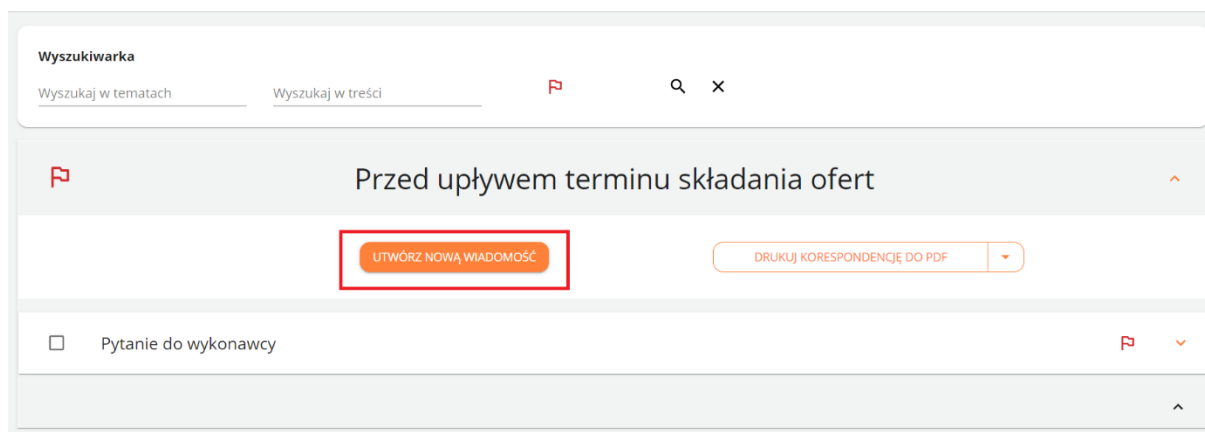 Wyszukiwarka
Wyszukaj w tematach Wyszukaj w treści
Przed upływem terminu składania ofert
UTWÓRZ NOWĄ WIADOMOŚĆ DRUKUJ KORESPONDENCJĘ DO PDF
Pytanie do wykonawcy